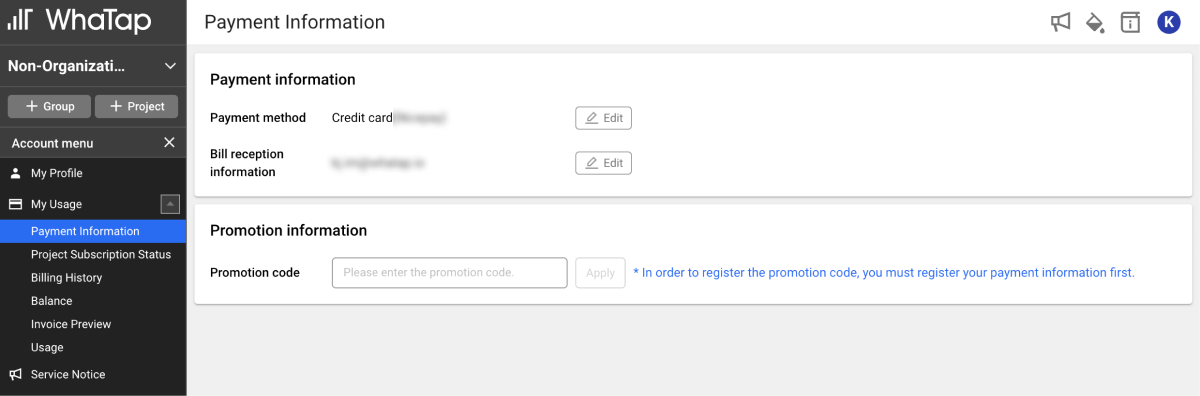 WhaTap
Payment Information
K
Non-Organizati...
+ Group
+ Project
Account menu
My Profile
My Usage
Payment Information
Project Subscription Status
Billing History
Balance
Invoice Preview
Usage
Service Notice
Payment information
Payment method
Credit card
Edit
Bill reception
information
Edit
Promotion information
Promotion code
Please enter the promotion code.
Apply
* In order to register the promotion code, you must register your payment information first.